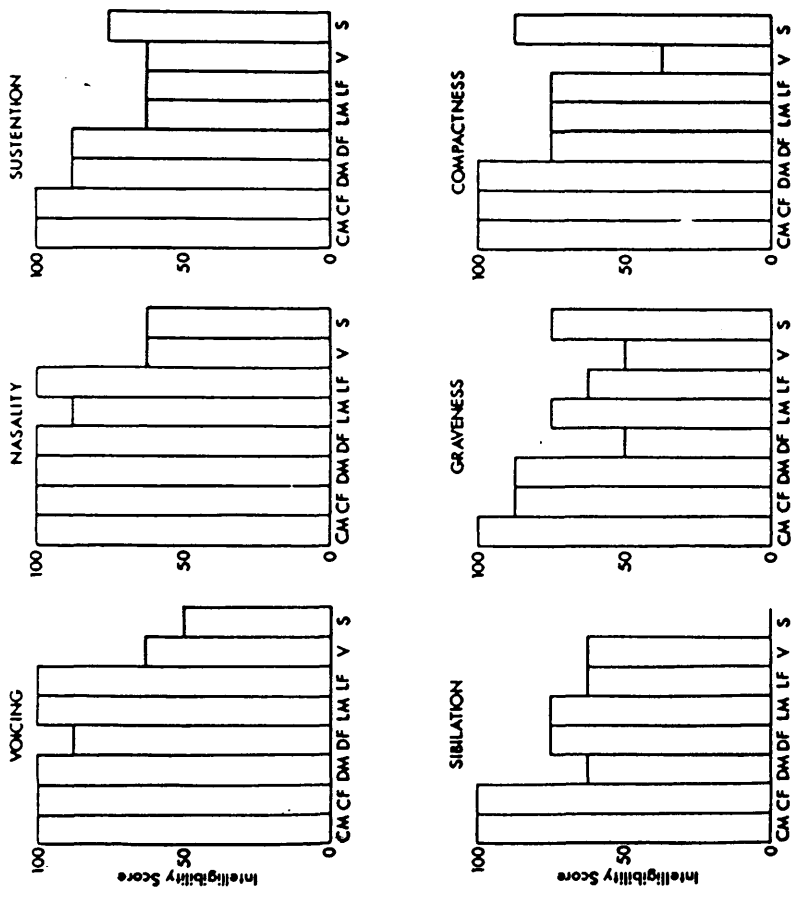 VOICING
NASALITY
SUSTENTION
Intelligibility Score
100
50
0
CM CF DM DF LM LF V S
100
50
0
CM CF DM DF LM LF V S
100
50
0
CM CF DM DF LM LF V S
SIBILATION
GRAVENESS
COMPACTNESS
Intelligibility Score
100
50
0
CM CF DM DF LM LF V S
100
50
0
CM CF DM DF LM LF V S
100
50
0
CM CF DM DF LM LF V S